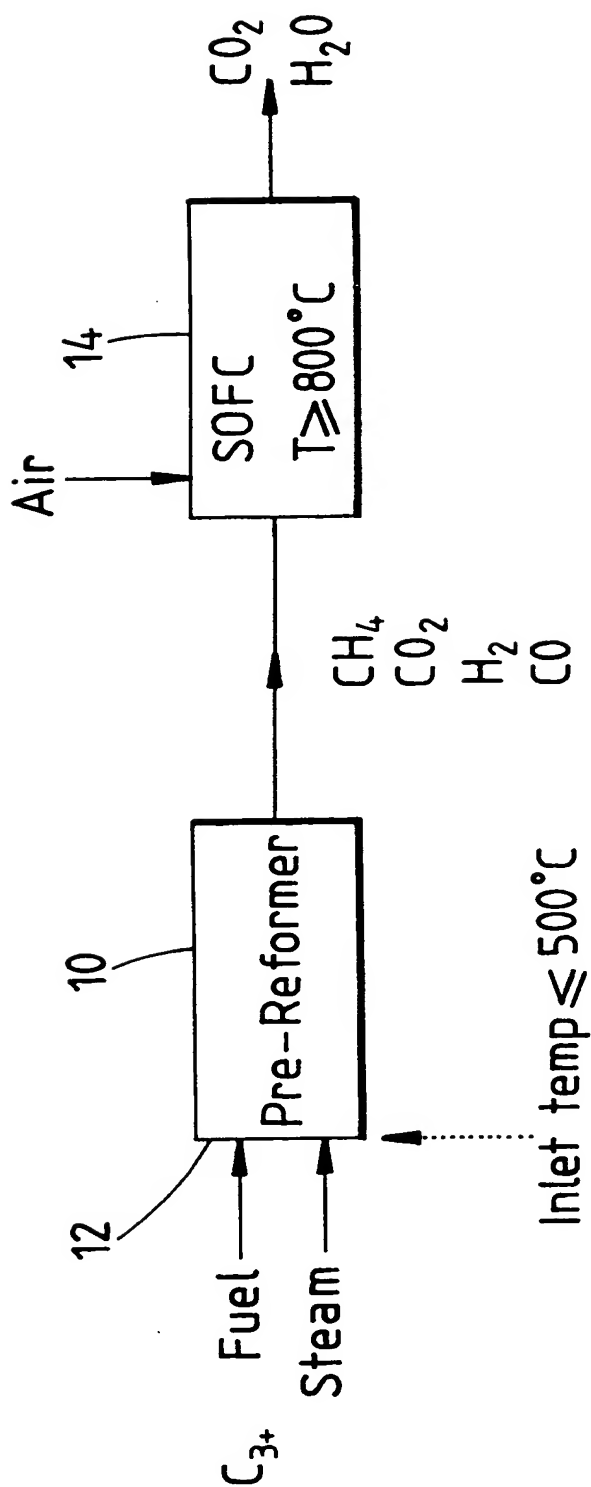 C₃₊
Fuel
Steam
12
10
Pre-Reformer
Inlet temp ⩽ 500°C
CH₄
CO₂
H₂
CO
Air
14
SOFC
T⩾800°C
CO₂
H₂O